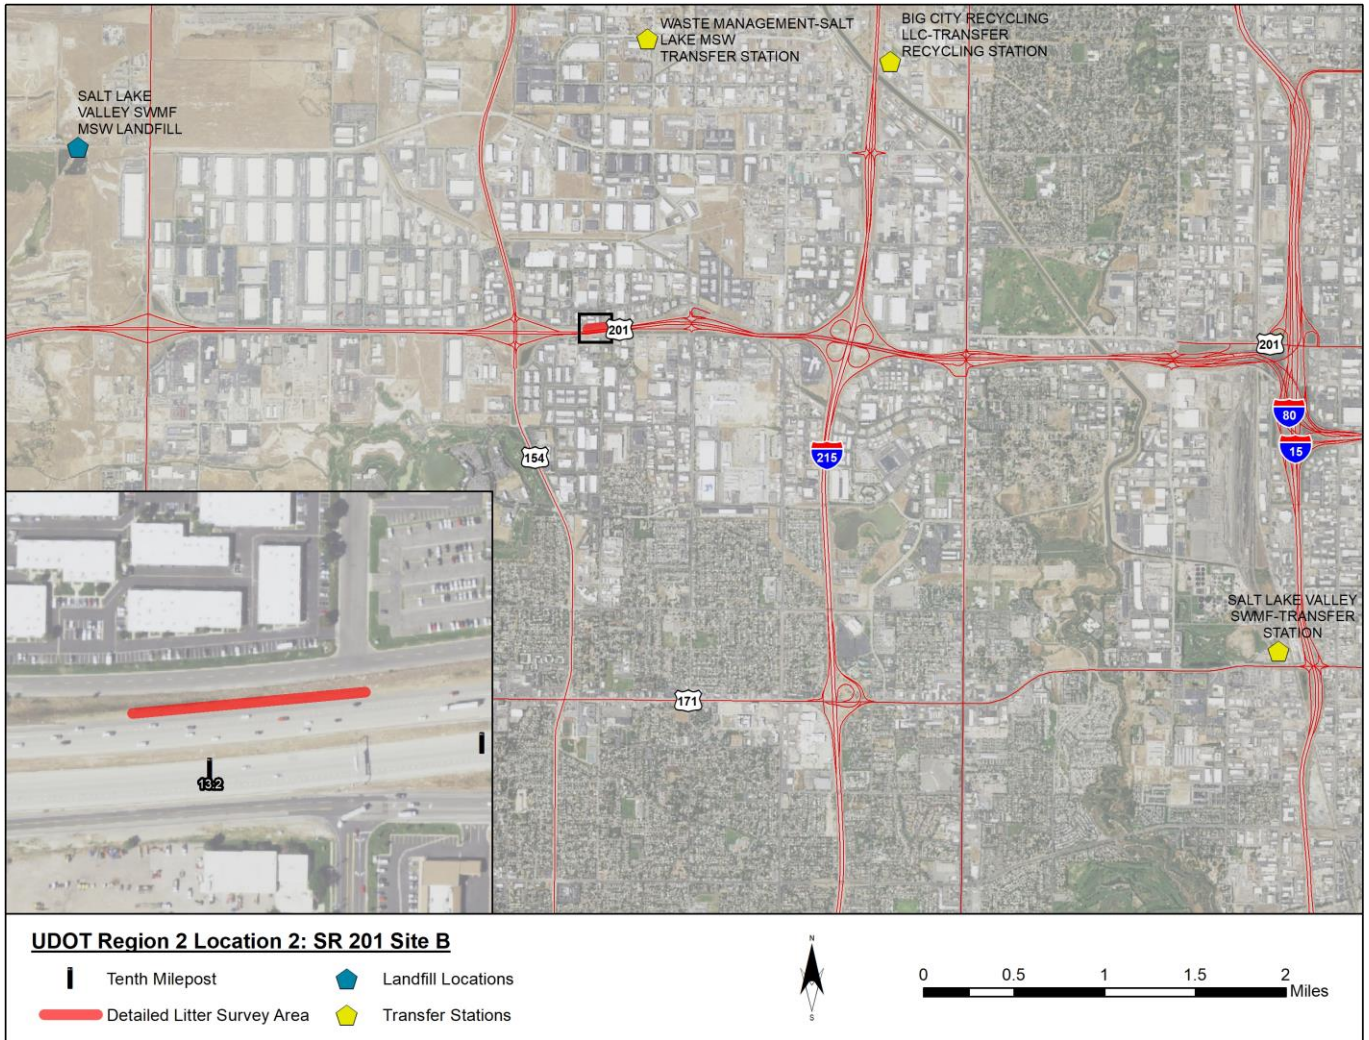 WASTE MANAGEMENT-SALT
LAKE MSW
TRANSFER STATION
BIG CITY RECYCLING
LLC-TRANSFER
RECYCLING STATION
SALT LAKE
VALLEY SWMF
MSW LANDFILL
201
201
80
15
154
215
SALT LAKE VALLEY
SWMF-TRANSFER
STATION
171
13.2
UDOT Region 2 Location 2: SR 201 Site B
Tenth Milepost
Landfill Locations
Detailed Litter Survey Area
Transfer Stations
N
S
0 0.5 1 1.5 2
Miles